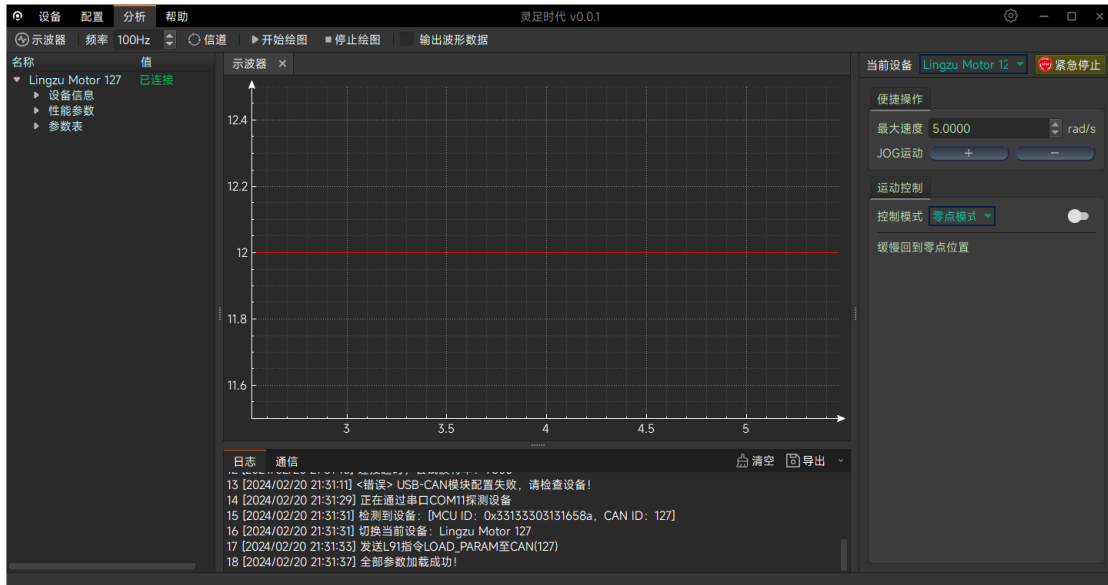 设备 配置 分析 帮助 灵足时代 v0.0.1
示波器 频率 100Hz 信道 开始绘图 停止绘图 输出波形数据
名称 值
Lingzu Motor 127 已连接
设备信息
性能参数
参数表
示波器
12.4
12.2
12
11.8
11.6
3 3.5 4 4.5 5
日志 通信 清空 导出
13 [2024/02/20 21:31:11] <错误> USB-CAN模块配置失败，请检查设备！
14 [2024/02/20 21:31:29] 正在通过串口COM11探测设备
15 [2024/02/20 21:31:31] 检测到设备：[MCU ID：0x33133303131658a，CAN ID：127]
16 [2024/02/20 21:31:31] 切换当前设备：Lingzu Motor 127
17 [2024/02/20 21:31:33] 发送L91指令LOAD_PARAM至CAN(127)
18 [2024/02/20 21:31:37] 全部参数加载成功！
当前设备 Lingzu Motor 12 紧急停止
便捷操作
最大速度 5.0000 rad/s
JOG运动 + −
运动控制
控制模式 零点模式
缓慢回到零点位置